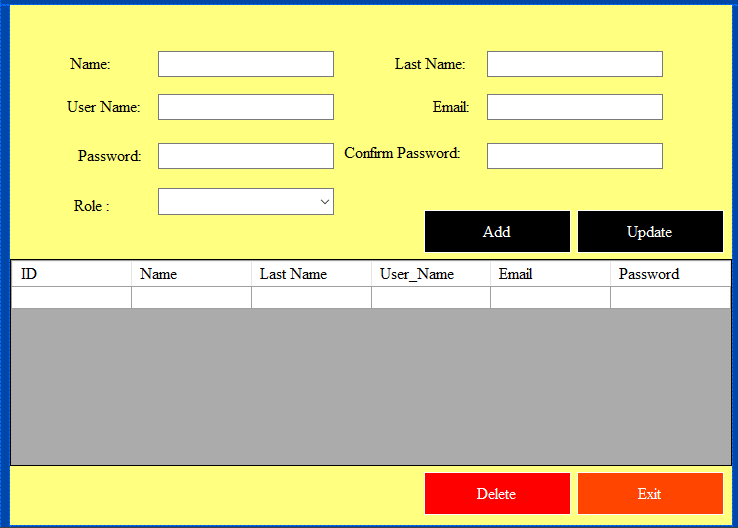 Name: Last Name:
User Name: Email:
Password: Confirm Password:
Role :
Add Update
ID Name Last Name User_Name Email Password
Delete Exit